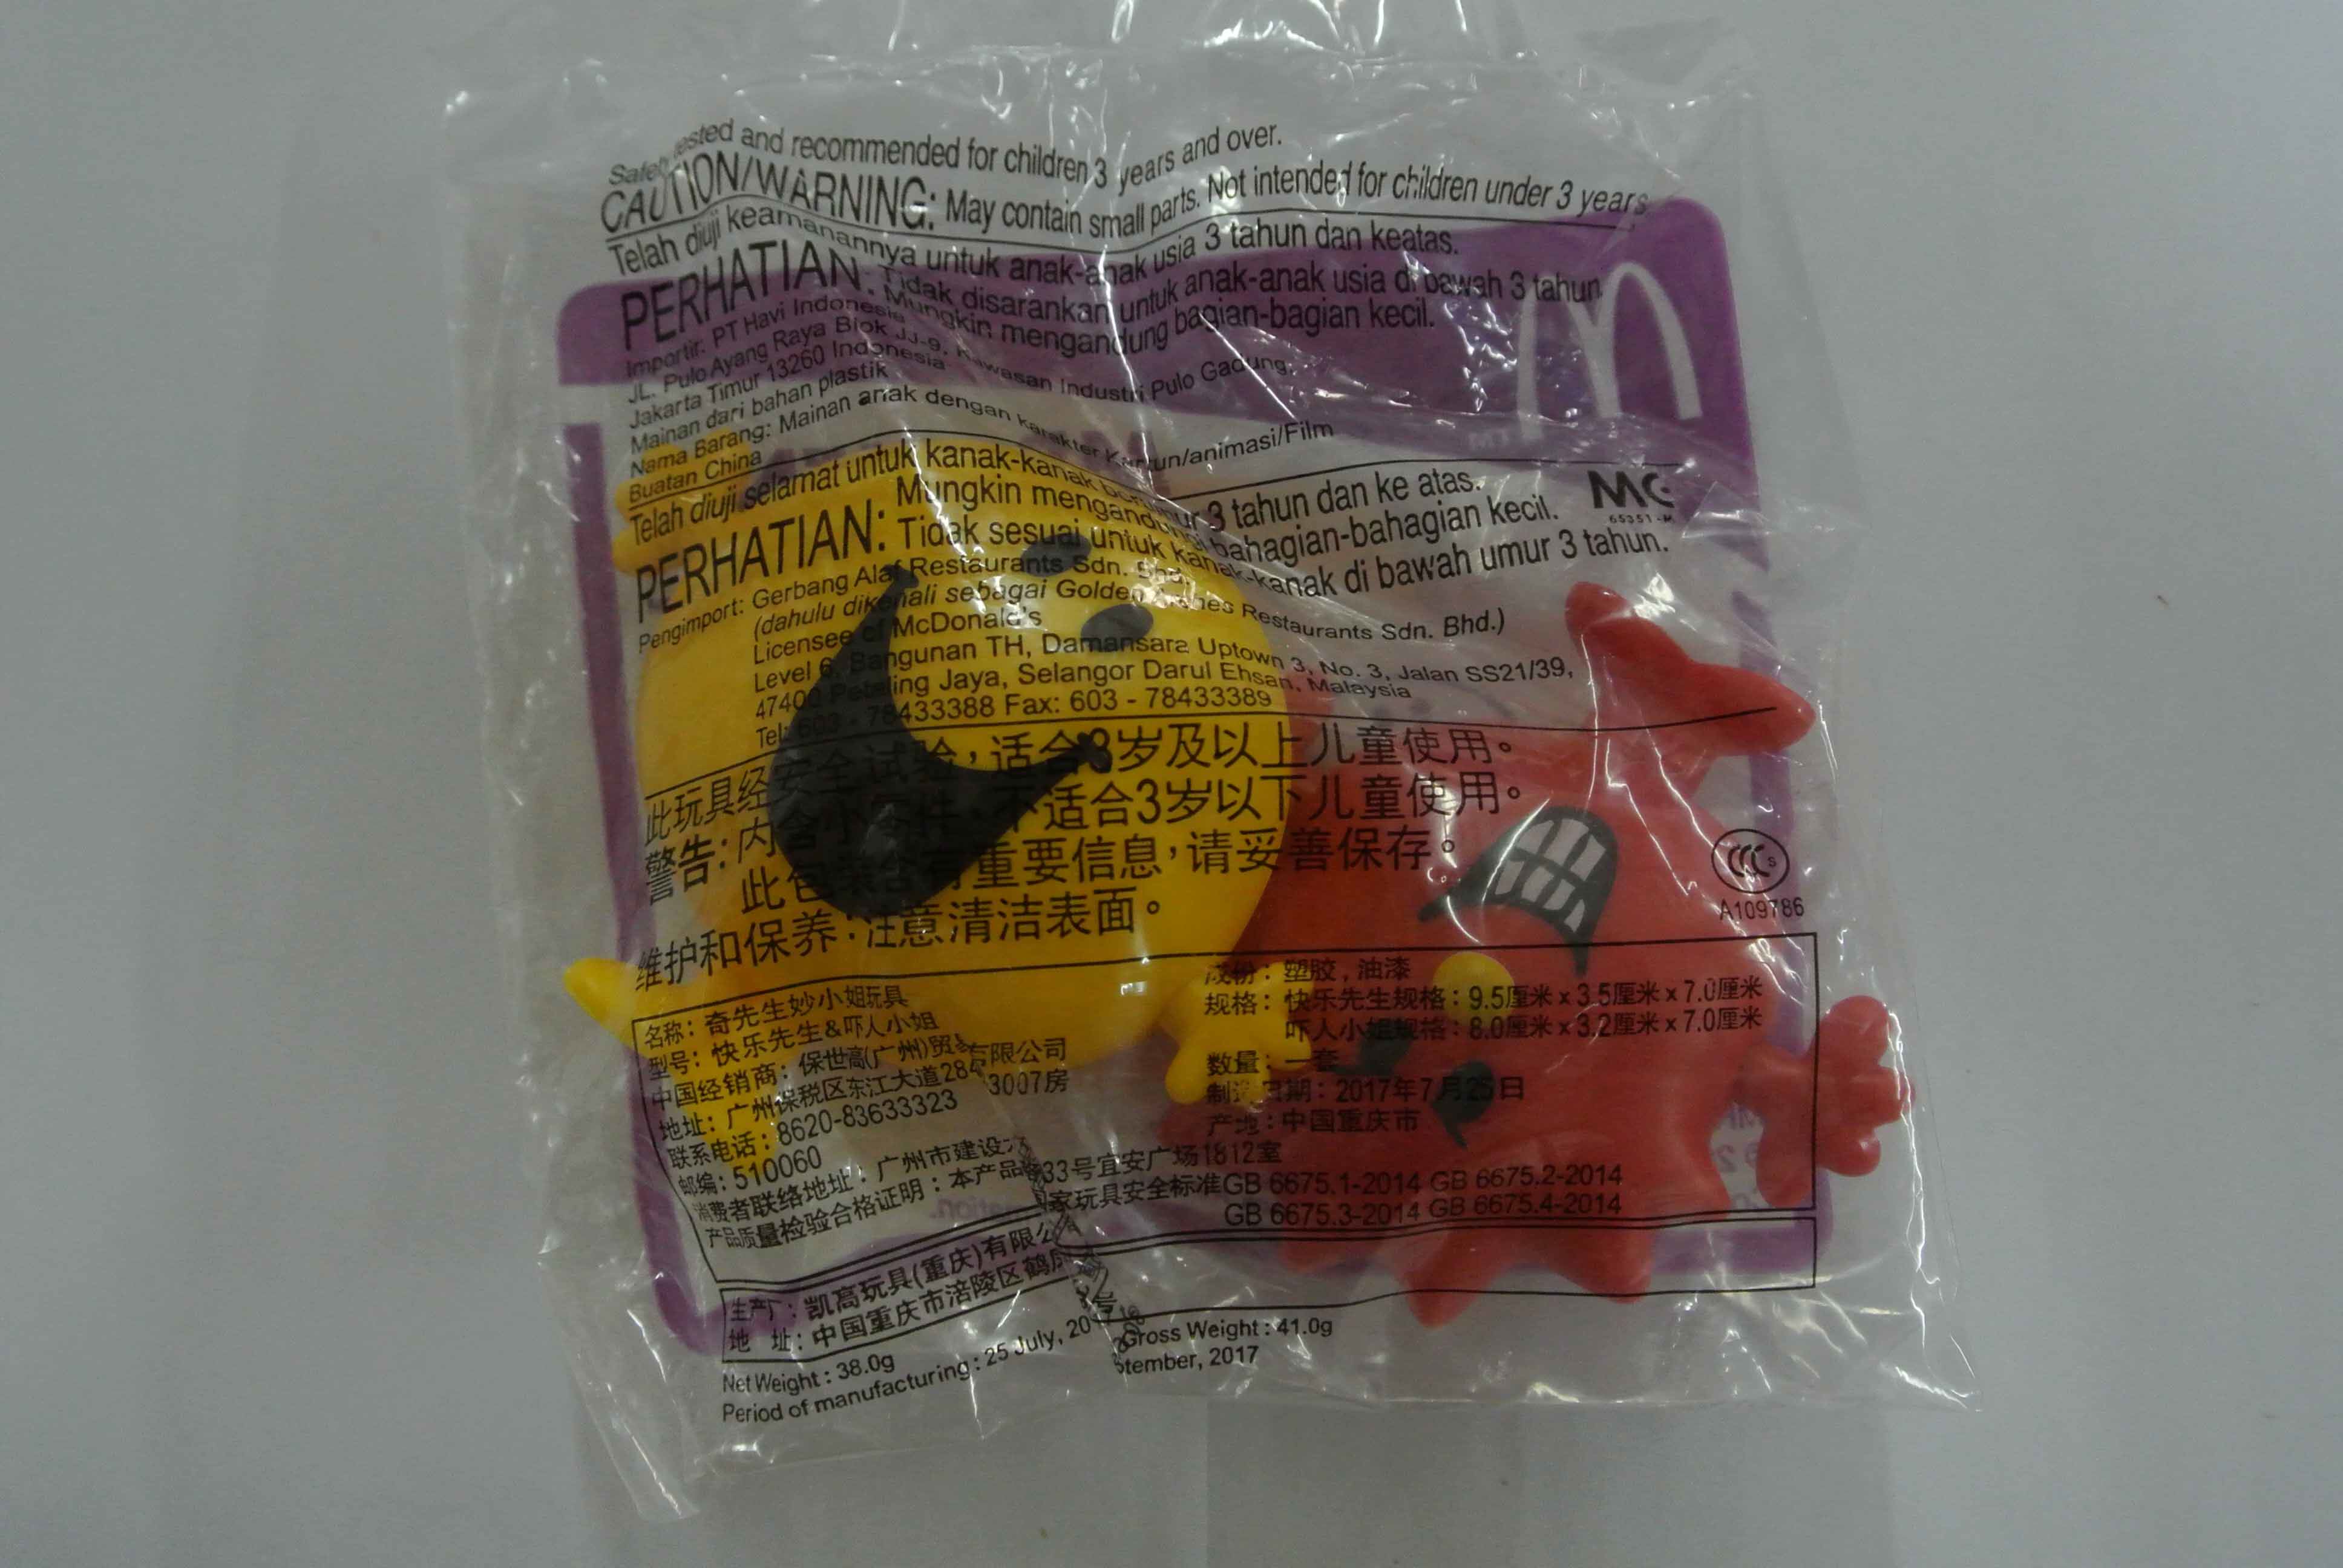 Safety tested and recommended for children 3 years and over.
CAUTION/WARNING: May contain small parts. Not intended for children under 3 years
Telah diuji keamanannya untuk anak-anak usia 3 tahun dan keatas.
PERHATIAN: Tidak disarankan untuk anak-anak usia di bawah 3 tahun
Mungkin mengandung bagian-bagian kecil.
Importir: PT Havi Indonesia
JL. Pulo Ayang Raya Blok JJ-9, Kawasan Industri Pulo Gadung,
Jakarta Timur 13260 Indonesia
Mainan dari bahan plastik
Nama Barang: Mainan anak dengan karakter Kartun/animasi/Film
Buatan China
Telah diuji selamat untuk kanak-kanak berumur 3 tahun dan ke atas.
PERHATIAN: Mungkin mengandungi bahagian-bahagian kecil.
Tidak sesuai untuk kanak-kanak di bawah umur 3 tahun.
MC
65351-M
Pengimport: Gerbang Alaf Restaurants Sdn. Bhd.
(dahulu dikenali sebagai Golden Arches Restaurants Sdn. Bhd.)
Licensee of McDonald's
Level 6, Bangunan TH, Damansara Uptown 3, No. 3, Jalan SS21/39,
47400 Petaling Jaya, Selangor Darul Ehsan, Malaysia
Tel: 603 - 78433388 Fax: 603 - 78433389
此玩具经安全试验，适合3岁及以上儿童使用。
警告：内含小零件，不适合3岁以下儿童使用。
此包装含有重要信息，请妥善保存。
维护和保养：注意清洁表面。
CCC S
A109786
名称：奇先生妙小姐玩具
型号：快乐先生&吓人小姐
中国经销商：保世高(广州)贸易有限公司
地址：广州保税区东江大道284 3007房
联系电话：8620-83633323
邮编：510060
成份：塑胶，油漆
规格：快乐先生规格：9.5厘米x3.5厘米x7.0厘米
吓人小姐规格：8.0厘米x3.2厘米x7.0厘米
数量：一套
制造日期：2017年7月25日
产地：中国重庆市
消费者联络地址：广州市建设 33号宜安广场1812室
产品质量检验合格证明：本产品 国家玩具安全标准GB 6675.1-2014 GB 6675.2-2014
GB 6675.3-2014 GB 6675.4-2014
生产厂：凯高玩具(重庆)有限公
地 址：中国重庆市涪陵区鹤 号
Net Weight : 38.0g Gross Weight : 41.0g
Period of manufacturing : 25 July, 20 tember, 2017